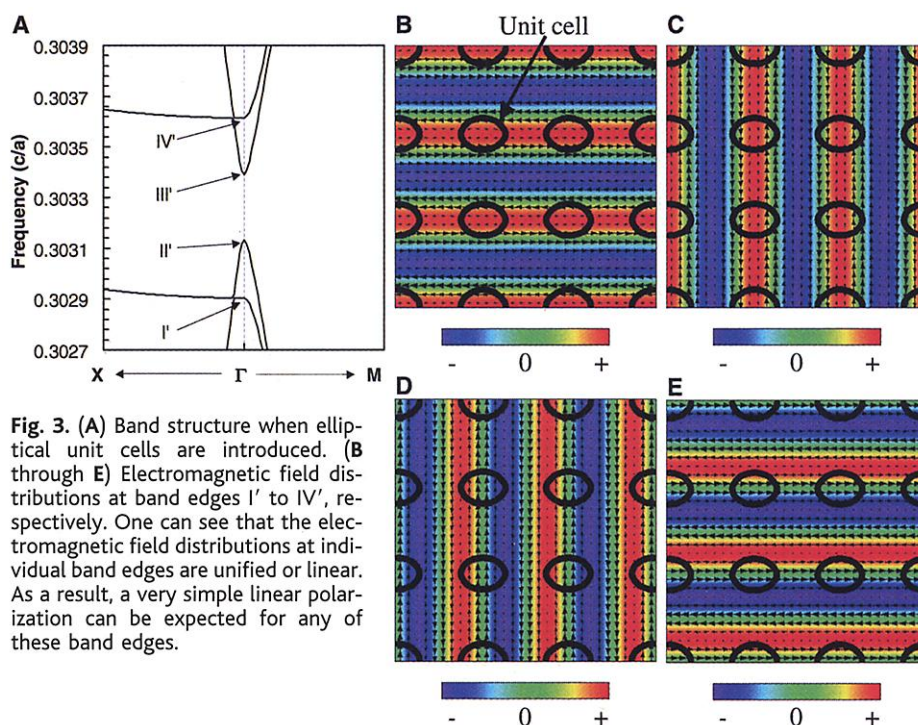 A
0.3039
0.3037
0.3035
0.3033
0.3031
0.3029
0.3027
Frequency (c/a)
IV'
III'
II'
I'
X Γ M
B
Unit cell
- 0 +
C
- 0 +
D
- 0 +
E
- 0 +
Fig. 3. (A) Band structure when ellip-
tical unit cells are introduced. (B
through E) Electromagnetic field dis-
tributions at band edges I' to IV', re-
spectively. One can see that the elec-
tromagnetic field distributions at indi-
vidual band edges are unified or linear.
As a result, a very simple linear polar-
ization can be expected for any of
these band edges.